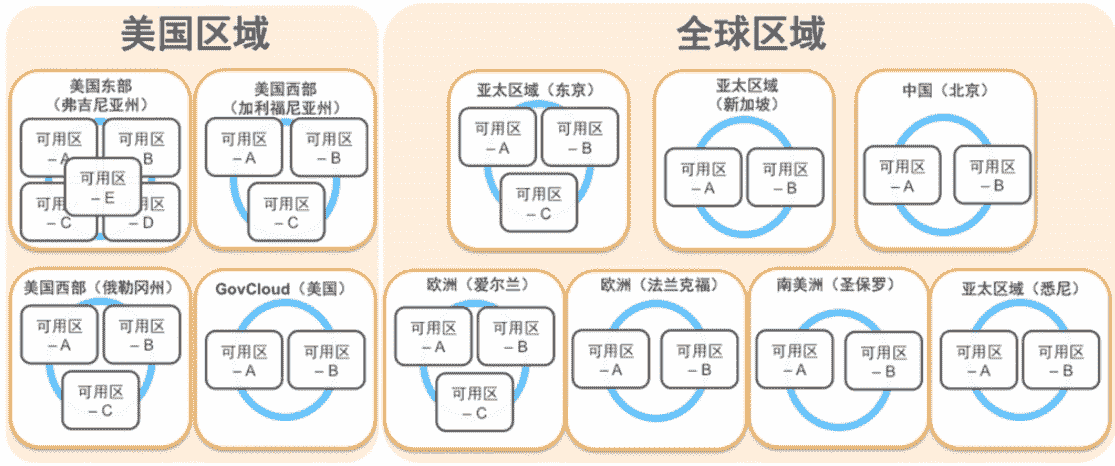 美国区域
美国东部
（弗吉尼亚州）
可用区
– A
可用区
B
可用区
– E
可用区
– C
可用区
– D
美国西部
（加利福尼亚州）
可用区
– A
可用区
– B
可用区
– C
美国西部（俄勒冈州）
可用区
– A
可用区
– B
可用区
– C
GovCloud（美国）
可用区
– A
可用区
– B
全球区域
亚太区域（东京）
可用区
– A
可用区
– B
可用区
– C
亚太区域
（新加坡）
可用区
– A
可用区
– B
中国（北京）
可用区
– A
可用区
– B
欧洲（爱尔兰）
可用区
– A
可用区
– B
可用区
– C
欧洲（法兰克福）
可用区
– A
可用区
– B
南美洲（圣保罗）
可用区
– A
可用区
– B
亚太区域（悉尼）
可用区
– A
可用区
– B